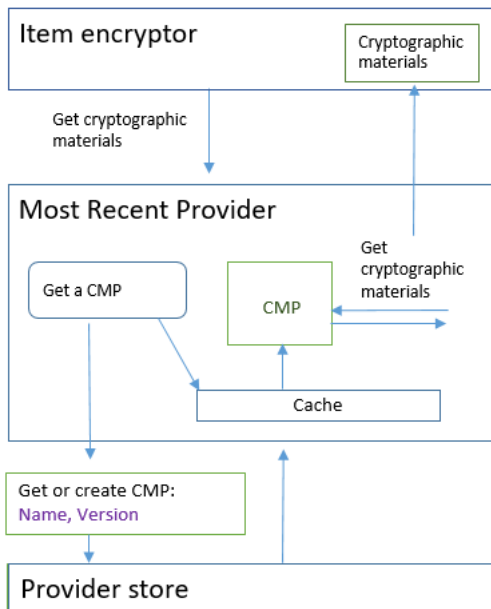 Item encryptor
Cryptographic
materials
Get cryptographic
materials
Most Recent Provider
Get
cryptographic
materials
Get a CMP
CMP
Cache
Get or create CMP:
Name, Version
Provider store